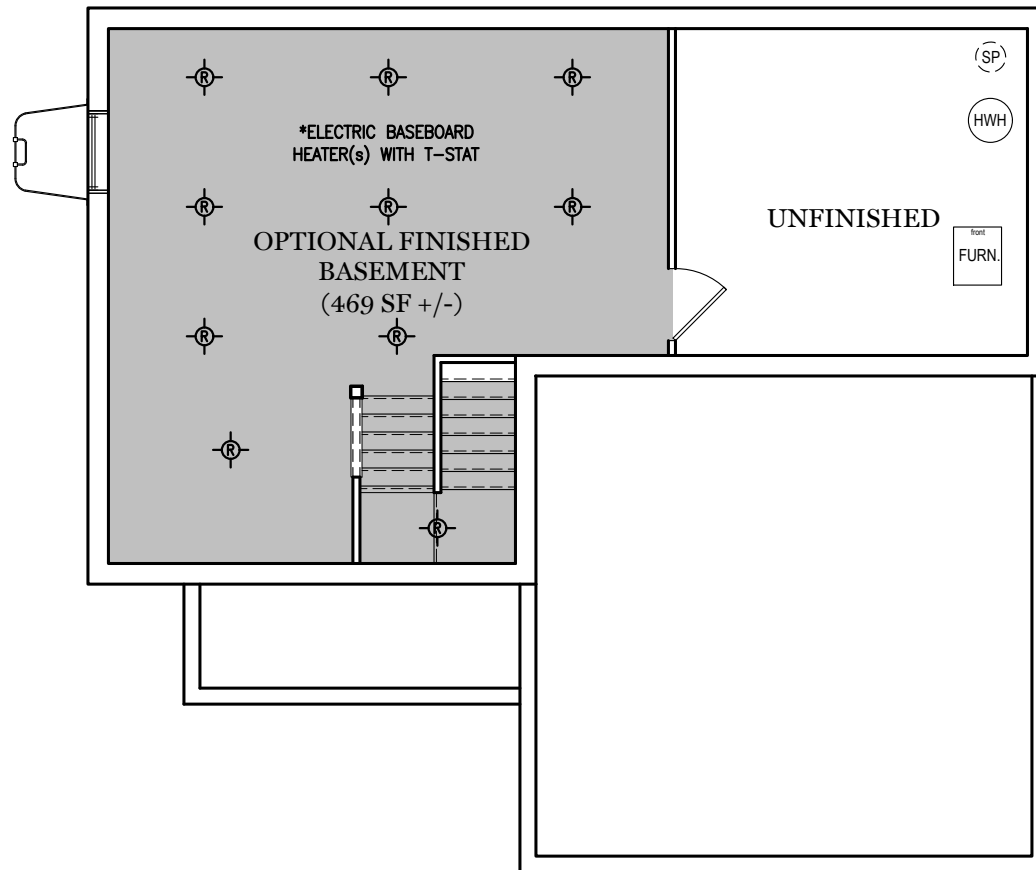 R R R
SP
HWH
*ELECTRIC BASEBOARD
HEATER(s) WITH T-STAT
R R R
OPTIONAL FINISHED
BASEMENT
(469 SF +/-)
UNFINISHED
front
FURN.
R R
R
R